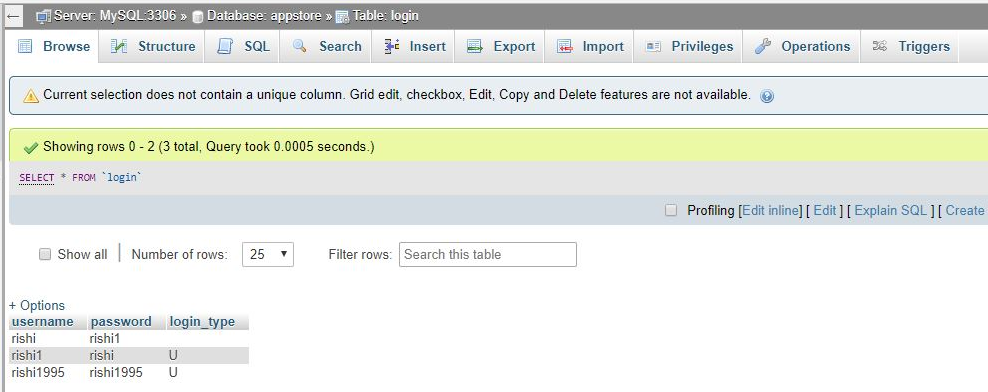 Server: MySQL:3306 » Database: appstore » Table: login
Browse Structure SQL Search Insert Export Import Privileges Operations Triggers
Current selection does not contain a unique column. Grid edit, checkbox, Edit, Copy and Delete features are not available.
Showing rows 0 - 2 (3 total, Query took 0.0005 seconds.)
SELECT * FROM `login`
Profiling [Edit inline] [ Edit ] [ Explain SQL ] [ Create
Show all | Number of rows: 25 Filter rows: Search this table
+ Options
username password login_type
rishi rishi1
rishi1 rishi U
rishi1995 rishi1995 U